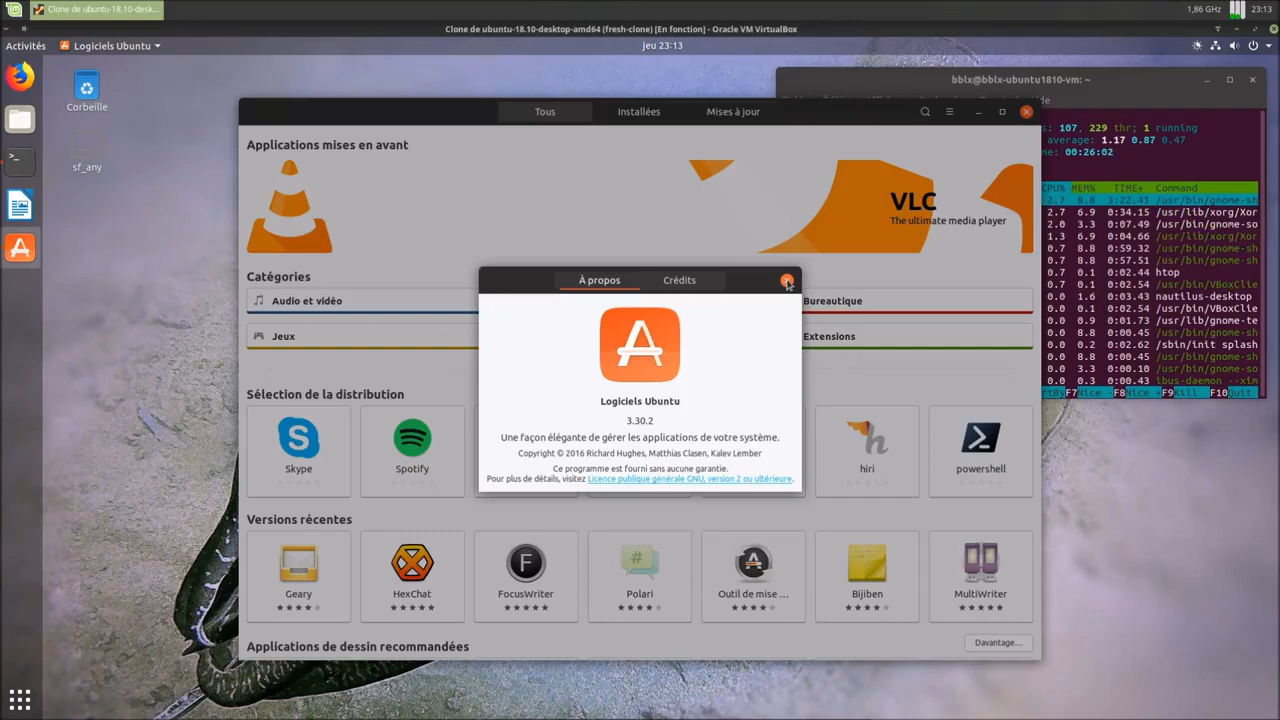 Clone de ubuntu-18.10-desk...
1,86 GHz
23:13
Clone de ubuntu-18.10-desktop-amd64 (fresh-clone) [En fonction] - Oracle VM VirtualBox
Activités
Logiciels Ubuntu
jeu 23:13
Corbeille
sf_any
bblx@bblx-ubuntu1810-vm: ~
s: 107, 229 thr; 1 running
average: 1.17 0.87 0.47
me: 00:26:02
CPU% MEM% TIME+ Command
2.7 8.0 3:22.41 /usr/bin/gnome-sh
2.7 6.9 0:34.15 /usr/lib/xorg/Xor
2.0 3.3 0:07.49 /usr/bin/gnome-so
1.3 6.9 0:04.66 /usr/lib/xorg/Xor
0.7 8.8 0:59.32 /usr/bin/gnome-sh
0.7 8.8 0:57.51 /usr/bin/gnome-sh
0.7 0.1 0:02.44 htop
0.7 0.1 0:02.54 /usr/bin/VBoxClie
0.0 1.6 0:03.43 nautilus-desktop
0.0 0.1 0:02.54 /usr/bin/VBoxClie
0.0 0.9 0:01.73 /usr/lib/gnome-te
0.0 8.8 0:00.45 /usr/bin/gnome-sh
0.0 0.2 0:02.62 /sbin/init splash
0.0 8.8 0:00.45 /usr/bin/gnome-sh
0.0 3.3 0:00.10 /usr/bin/gnome-so
0.0 0.3 0:00.43 ibus-daemon --xim
rtByF7Nice -F8Nice +F9Kill F10Quit
Tous
Installées
Mises à jour
Applications mises en avant
VLC
The ultimate media player
Catégories
Audio et vidéo
Bureautique
Jeux
Extensions
À propos
Crédits
Logiciels Ubuntu
3.30.2
Une façon élégante de gérer les applications de votre système.
Copyright © 2016 Richard Hughes, Matthias Clasen, Kalev Lember
Ce programme est fourni sans aucune garantie.
Pour plus de détails, visitez Licence publique générale GNU, version 2 ou ultérieure.
Sélection de la distribution
Skype
Spotify
hiri
powershell
Versions récentes
Geary
HexChat
FocusWriter
Polari
Outil de mise ...
Bijiben
MultiWriter
Applications de dessin recommandées
Davantage...